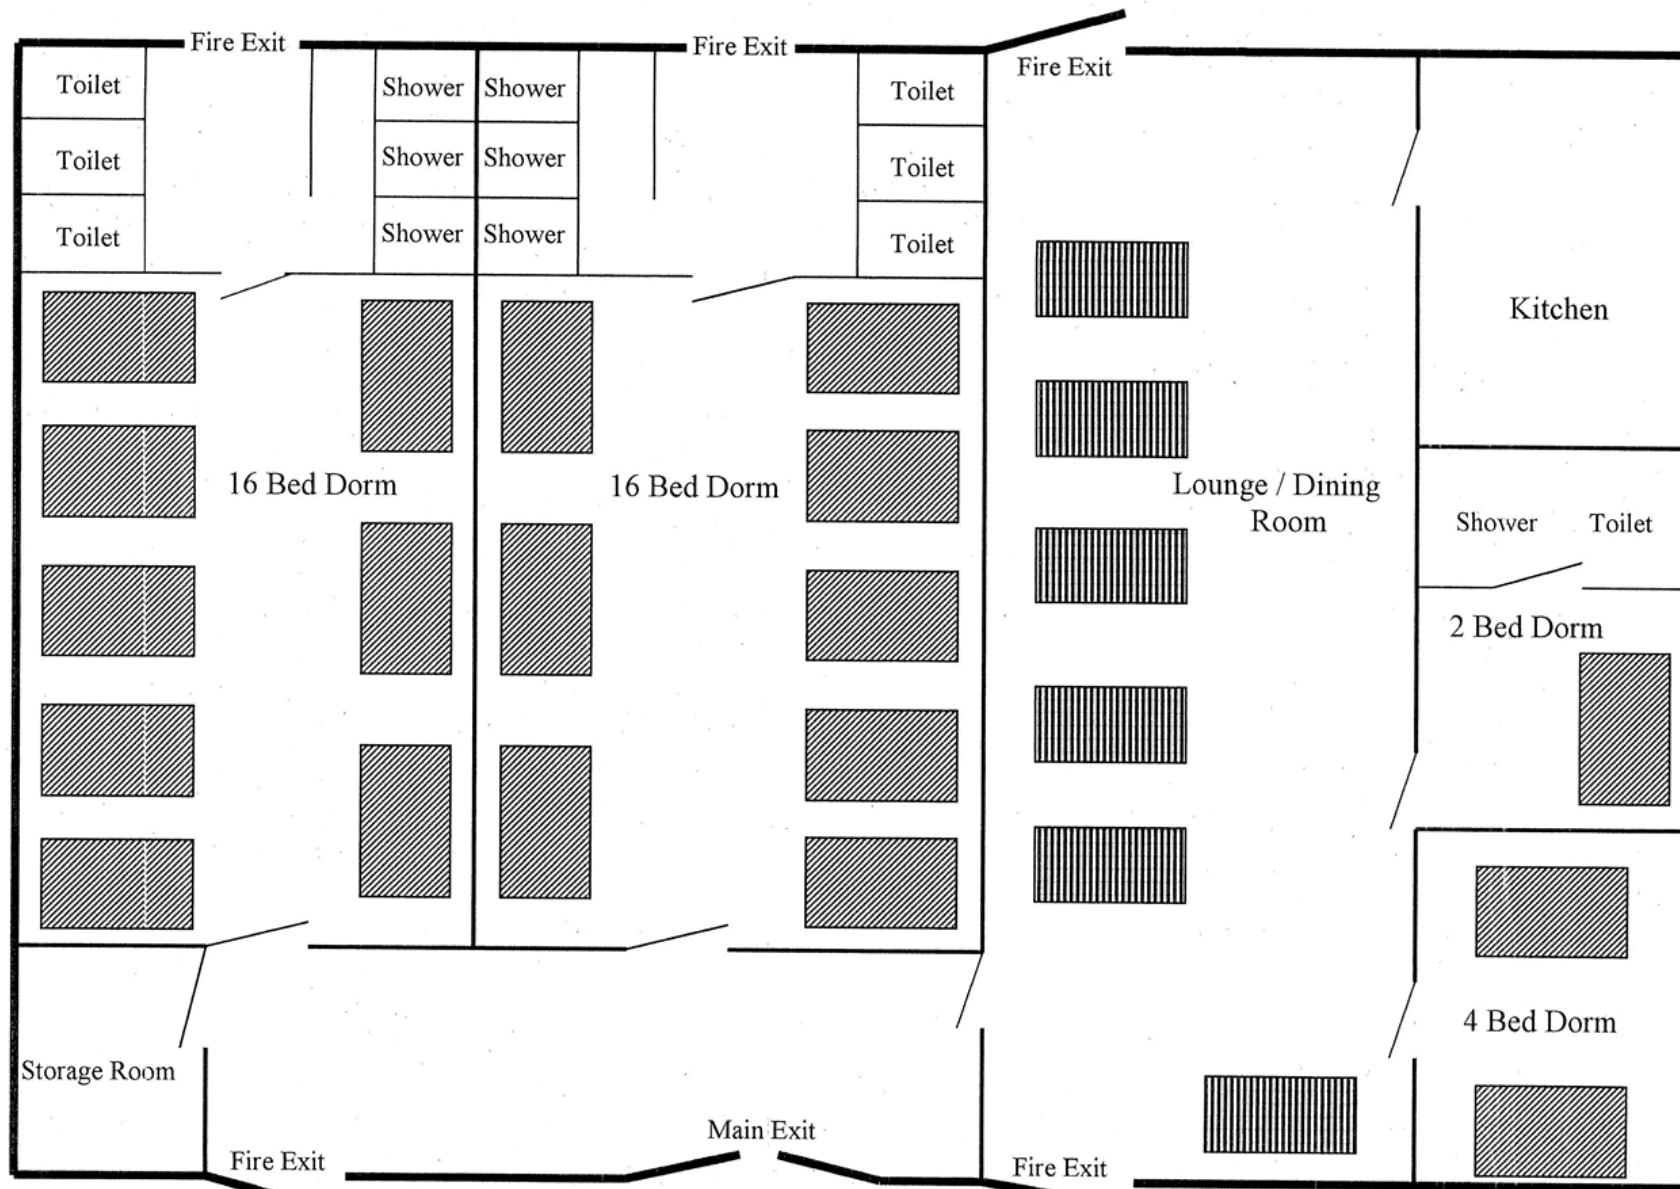 Fire Exit
Fire Exit
Fire Exit
Toilet
Shower
Shower
Toilet
Toilet
Shower
Shower
Toilet
Toilet
Shower
Shower
Toilet
Kitchen
16 Bed Dorm
16 Bed Dorm
Lounge / Dining
Room
Shower
Toilet
2 Bed Dorm
4 Bed Dorm
Storage Room
Main Exit
Fire Exit
Fire Exit